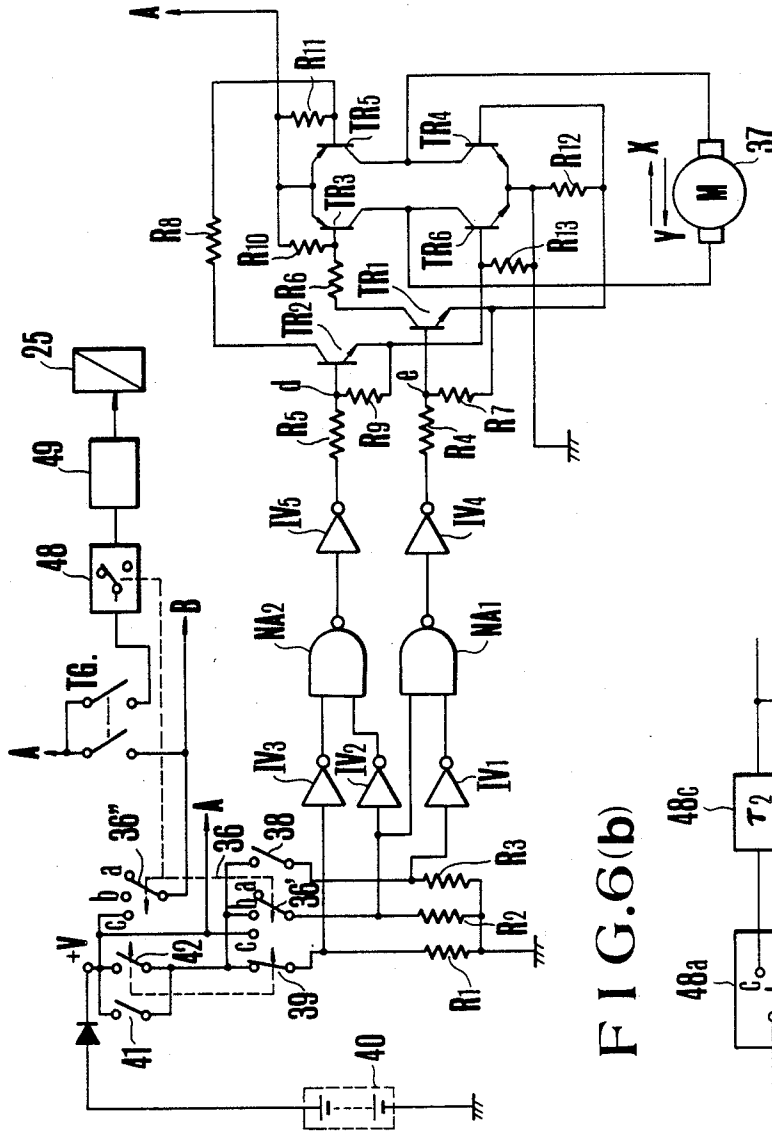 A
R11
R8
TR5
TR4
R10
TR3
R12
X
Y
M
37
R6
TR6
R13
TR1
TR2
25
49
48
d
e
R5
R9
R4
R7
IV5
IV4
TG.
B
A
NA2
NA1
IV3
IV2
IV1
36"
a
b
c
A
36
38
+V
42
a
b
c
36'
R3
R2
R1
41
39
40
FIG.6(b)
48c
τ2
48a
c